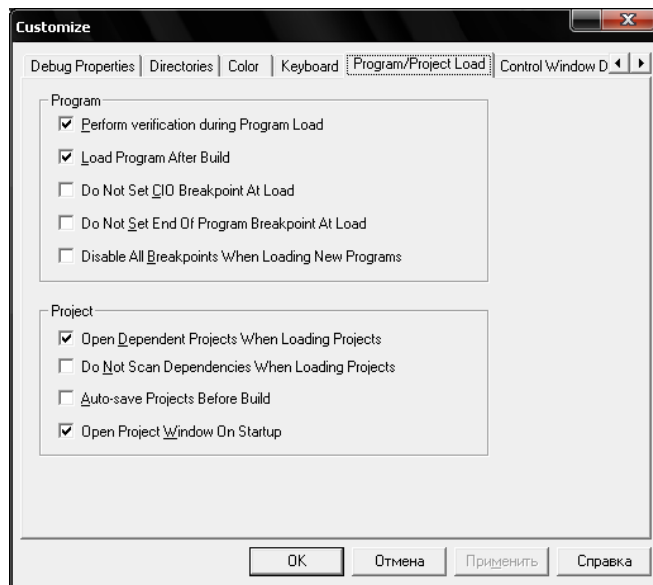 Customize
Debug Properties Directories Color Keyboard Program/Project Load Control Window D
Program
Perform verification during Program Load
Load Program After Build
Do Not Set CIO Breakpoint At Load
Do Not Set End Of Program Breakpoint At Load
Disable All Breakpoints When Loading New Programs
Project
Open Dependent Projects When Loading Projects
Do Not Scan Dependencies When Loading Projects
Auto-save Projects Before Build
Open Project Window On Startup
OK Отмена Применить Справка